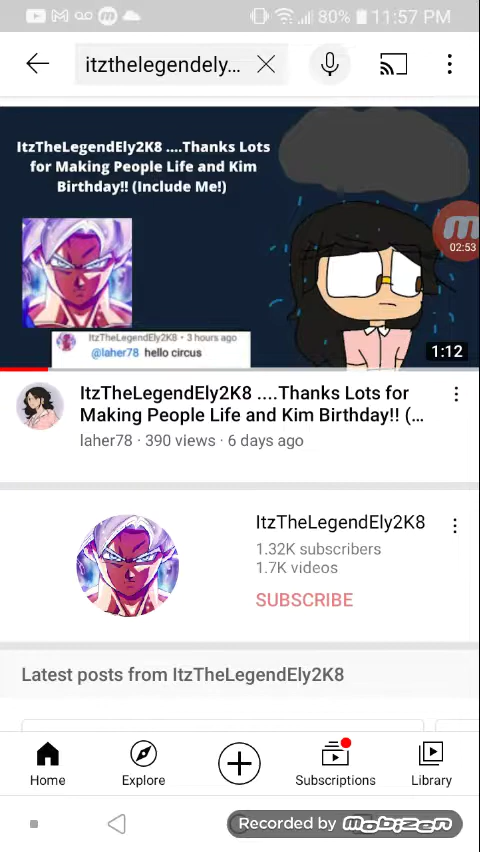 80% 11:57 PM
itzthelegendely...
ItzTheLegendEly2K8 ....Thanks Lots
for Making People Life and Kim
Birthday!! (Include Me!)
02:53
ItzTheLegendEly2K8 • 3 hours ago
@laher78 hello circus
1:12
ItzTheLegendEly2K8 ....Thanks Lots for
Making People Life and Kim Birthday!! (...
laher78 · 390 views · 6 days ago
ItzTheLegendEly2K8
1.32K subscribers
1.7K videos
SUBSCRIBE
Latest posts from ItzTheLegendEly2K8
Home
Explore
Subscriptions
Library
Recorded by mobizen